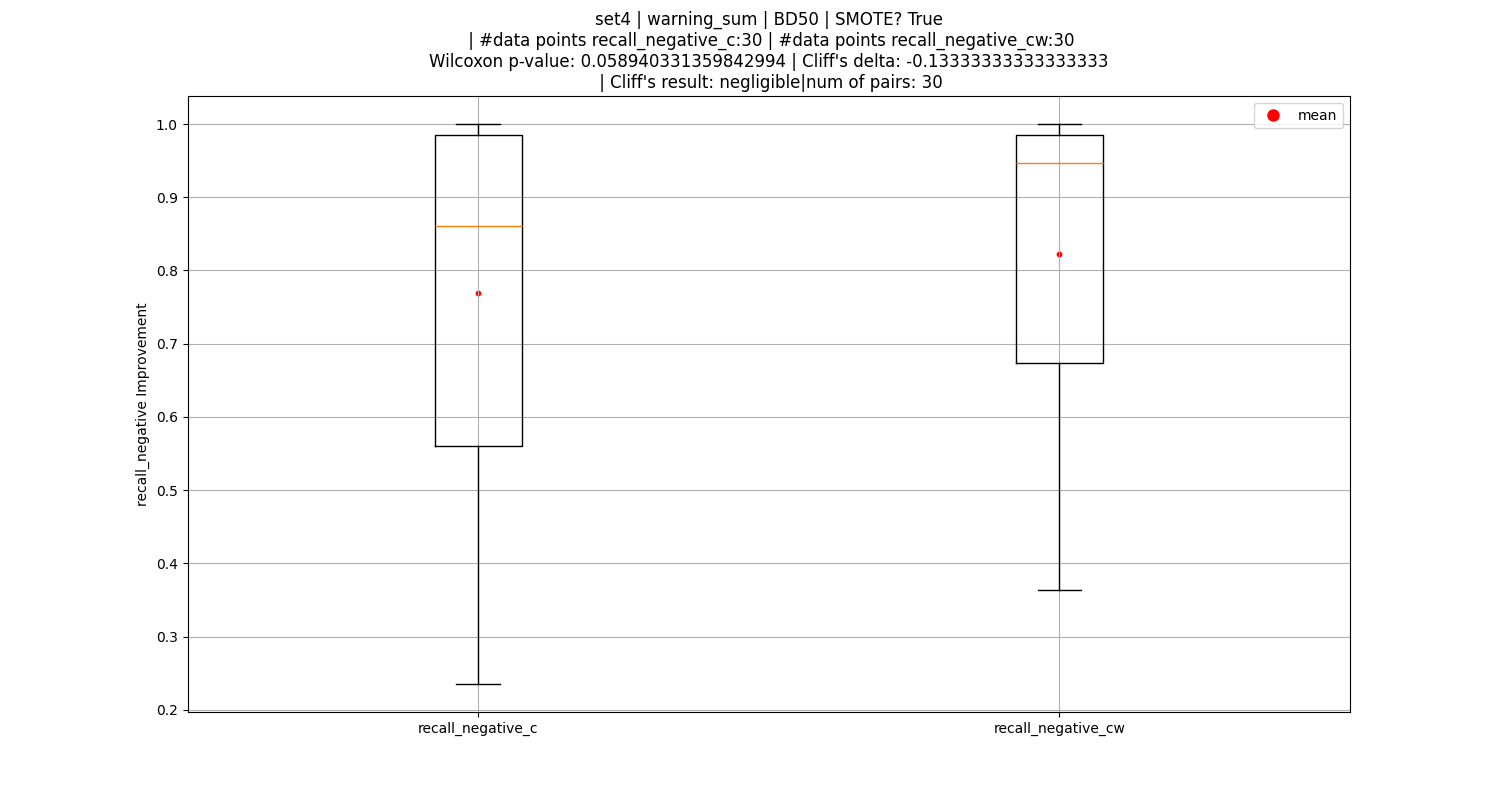 set4 | warning_sum | BD50 | SMOTE? True
| #data points recall_negative_c:30 | #data points recall_negative_cw:30
Wilcoxon p-value: 0.058940331359842994 | Cliff's delta: -0.13333333333333333
| Cliff's result: negligible|num of pairs: 30
mean
1.0
0.9
0.8
0.7
0.6
0.5
0.4
0.3
0.2
recall_negative Improvement
recall_negative_c
recall_negative_cw